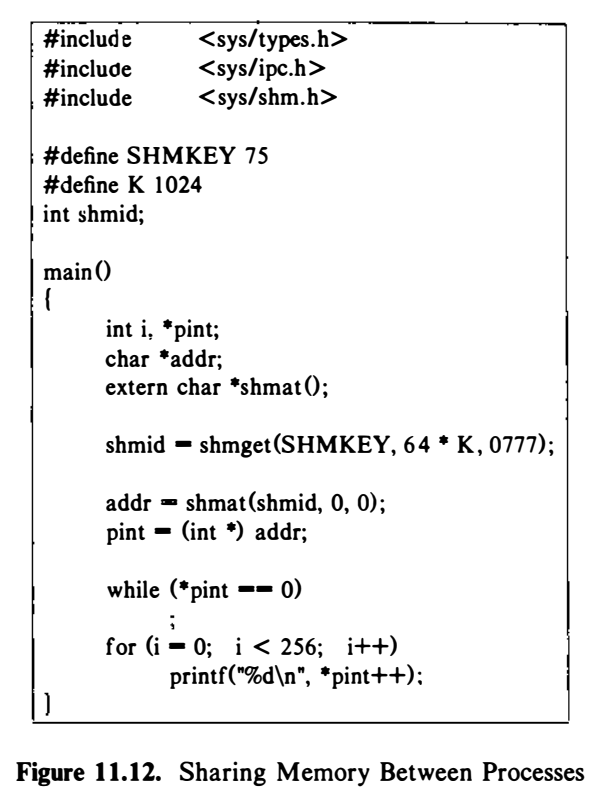 #include <sys/types.h>
#include <sys/ipc.h>
#include <sys/shm.h>
#define SHMKEY 75
#define K 1024
int shmid;
main()
{
int i, *pint;
char *addr;
extern char *shmat();
shmid = shmget(SHMKEY, 64 * K, 0777);
addr = shmat(shmid, 0, 0);
pint = (int *) addr;
while (*pint == 0)
;
for (i = 0; i < 256; i++)
printf("%d\n", *pint++);
}
Figure 11.12. Sharing Memory Between Processes